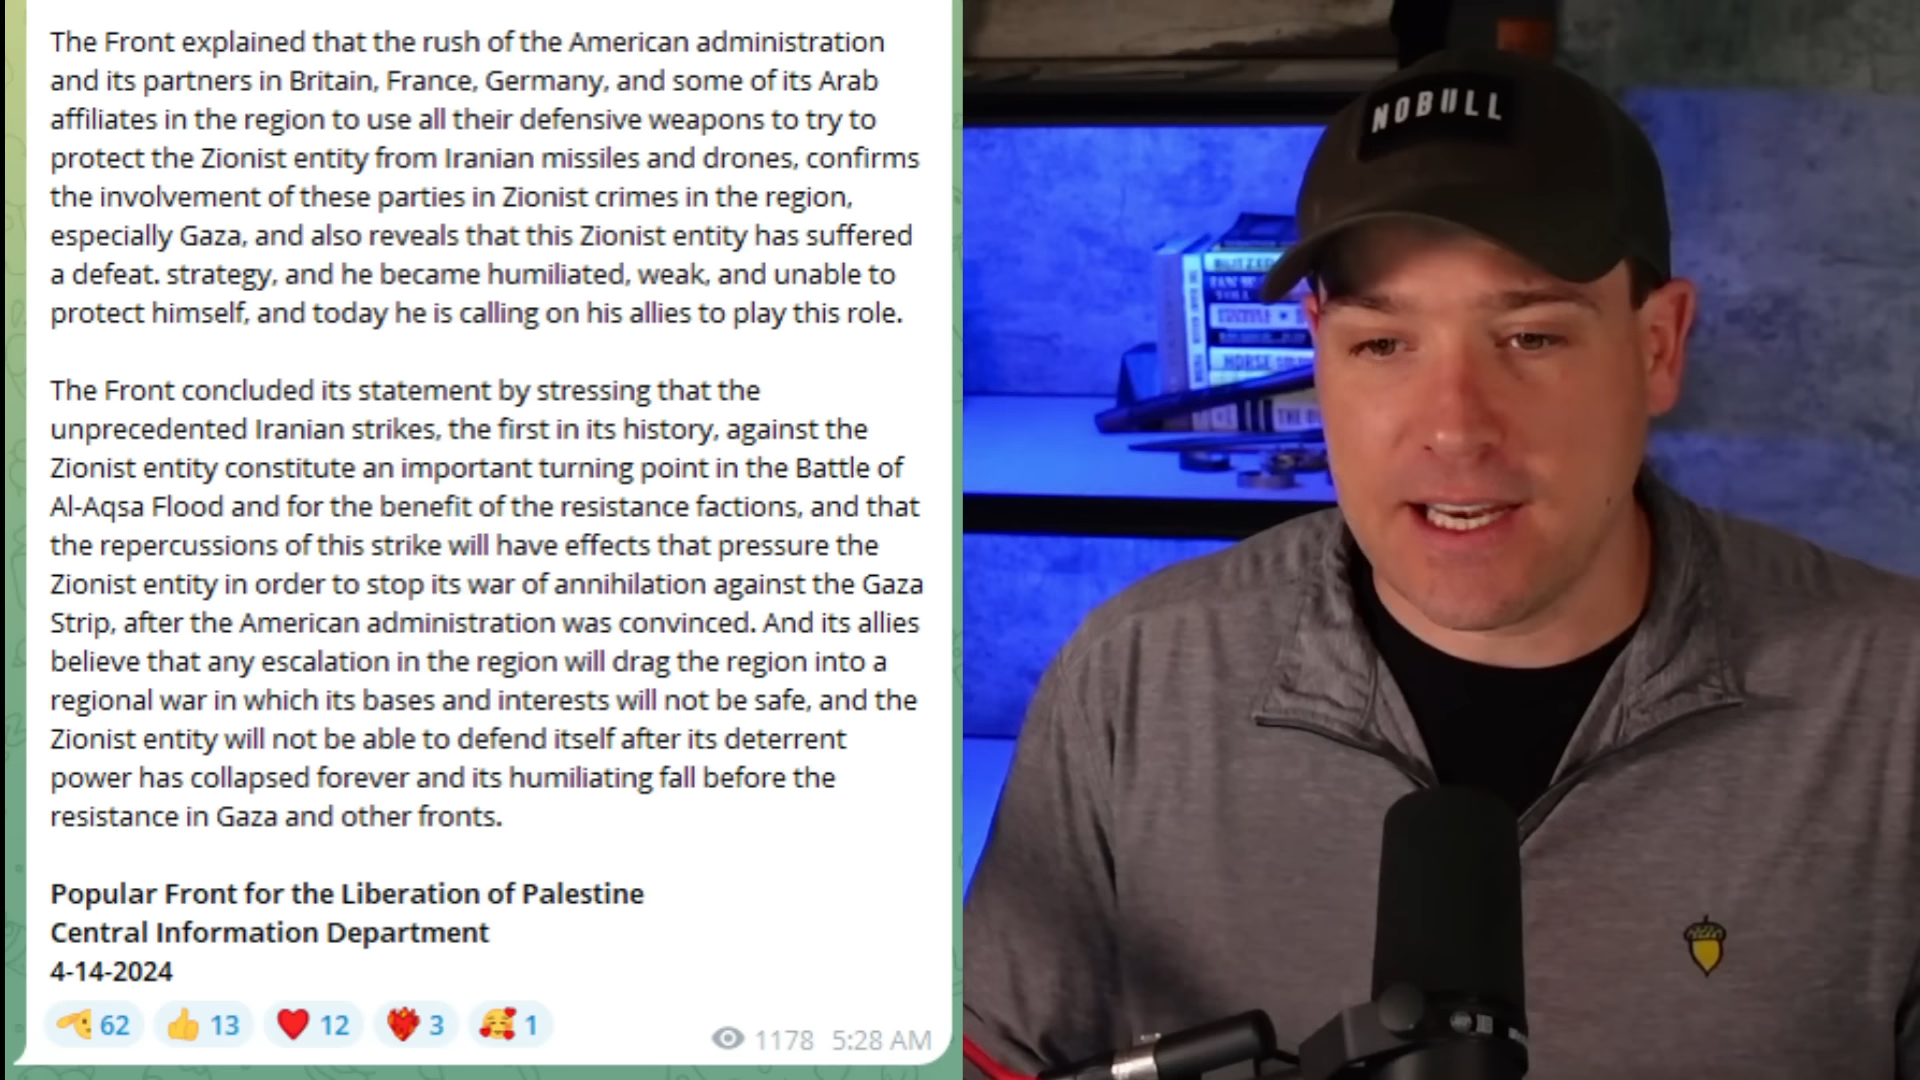 The Front explained that the rush of the American administration
and its partners in Britain, France, Germany, and some of its Arab
affiliates in the region to use all their defensive weapons to try to
protect the Zionist entity from Iranian missiles and drones, confirms
the involvement of these parties in Zionist crimes in the region,
especially Gaza, and also reveals that this Zionist entity has suffered
a defeat. strategy, and he became humiliated, weak, and unable to
protect himself, and today he is calling on his allies to play this role.
The Front concluded its statement by stressing that the
unprecedented Iranian strikes, the first in its history, against the
Zionist entity constitute an important turning point in the Battle of
Al-Aqsa Flood and for the benefit of the resistance factions, and that
the repercussions of this strike will have effects that pressure the
Zionist entity in order to stop its war of annihilation against the Gaza
Strip, after the American administration was convinced. And its allies
believe that any escalation in the region will drag the region into a
regional war in which its bases and interests will not be safe, and the
Zionist entity will not be able to defend itself after its deterrent
power has collapsed forever and its humiliating fall before the
resistance in Gaza and other fronts.
Popular Front for the Liberation of Palestine
Central Information Department
4-14-2024
62 13 12 3 1
1178 5:28 AM
NOBULL
BLITZED
HORSE
THE